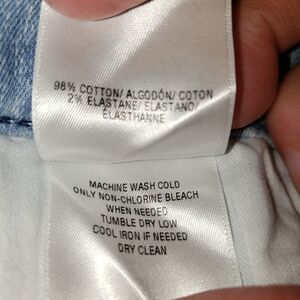 98% COTTON/ ALGODÓN/ COTON
2% ELASTANE/ ELASTANO/
ELASTHANNE
MACHINE WASH COLD
ONLY NON-CHLORINE BLEACH
WHEN NEEDED
TUMBLE DRY LOW
COOL IRON IF NEEDED
DRY CLEAN